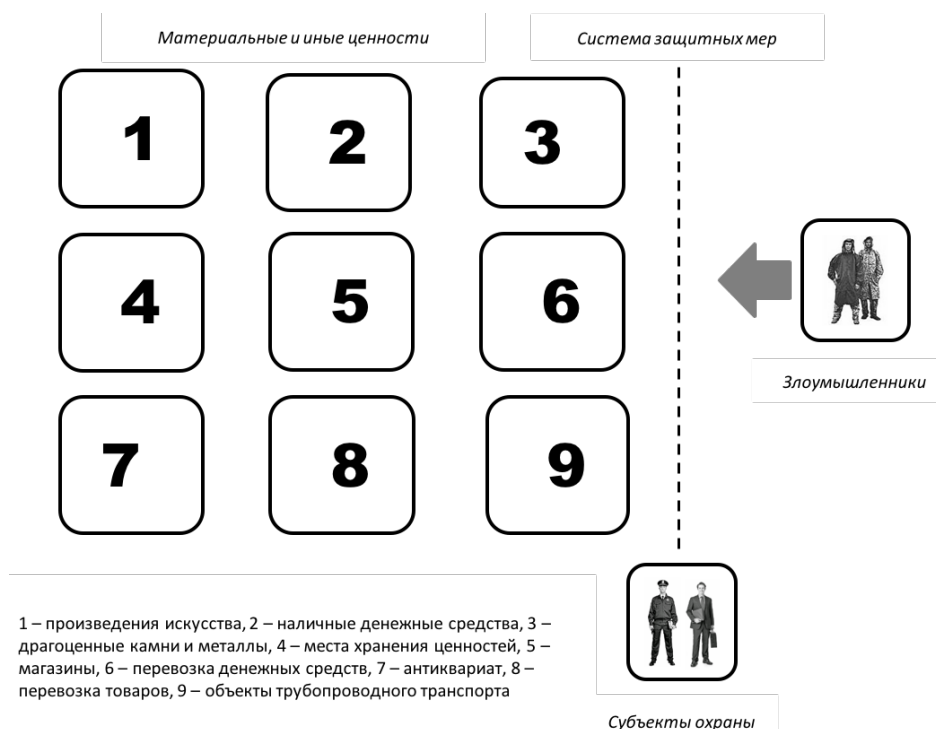 Материальные и иные ценности
Система защитных мер
1
2
3
4
5
6
Злоумышленники
7
8
9
1 – произведения искусства, 2 – наличные денежные средства, 3 –
драгоценные камни и металлы, 4 – места хранения ценностей, 5 –
магазины, 6 – перевозка денежных средств, 7 – антиквариат, 8 –
перевозка товаров, 9 – объекты трубопроводного транспорта
Субъекты охраны